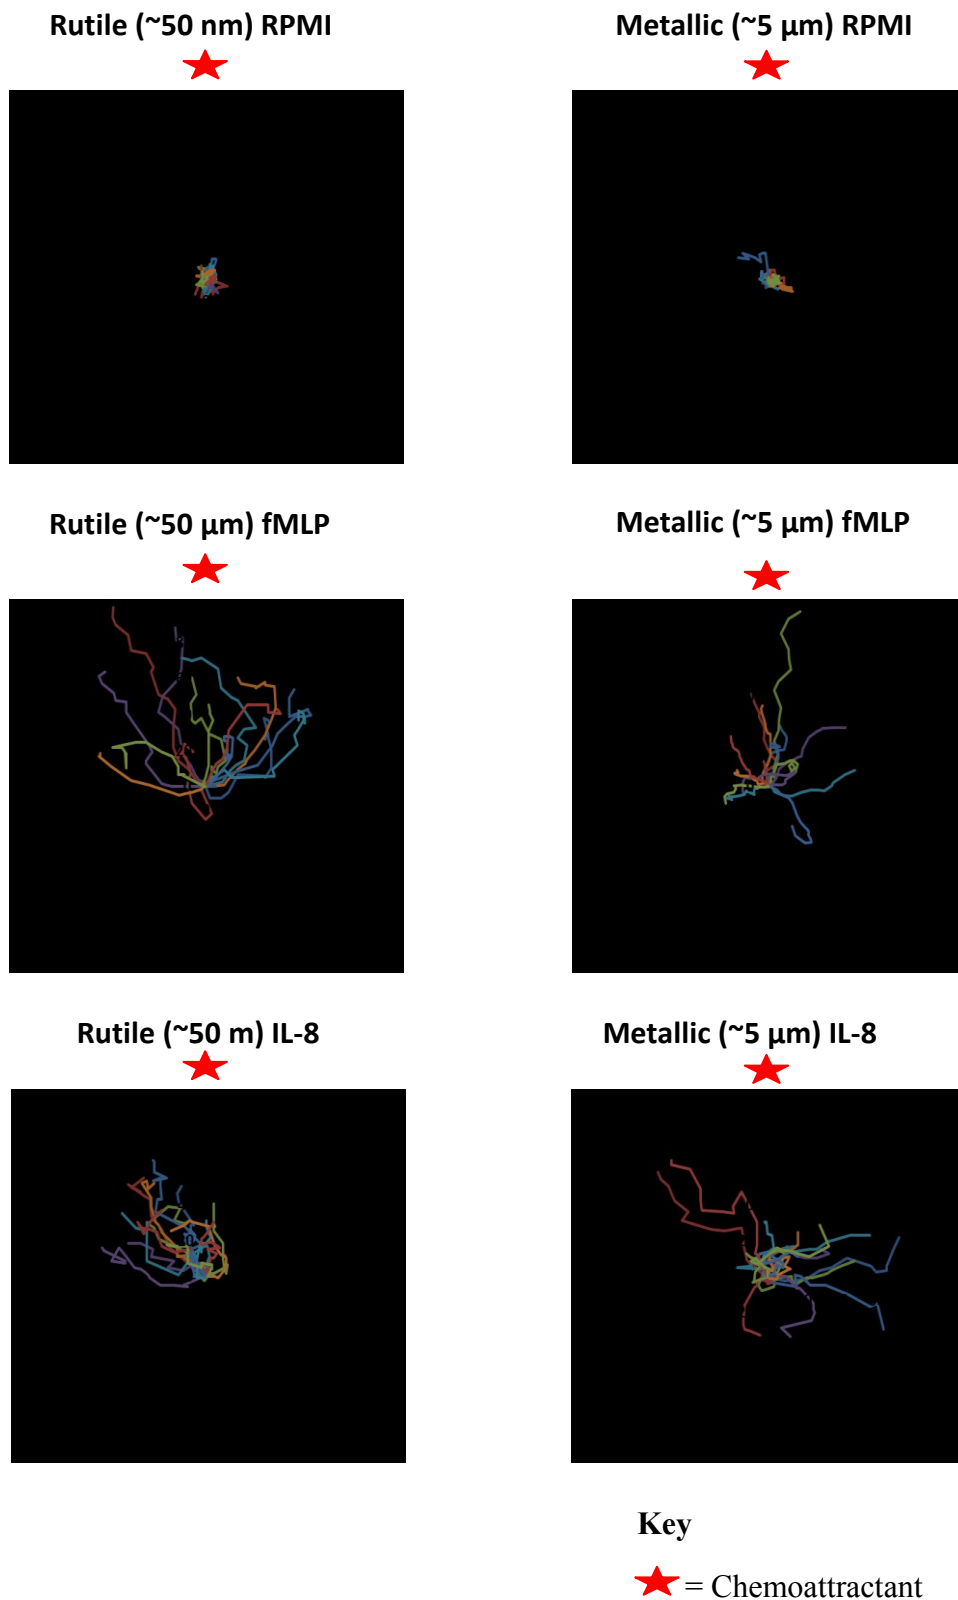 Rutile (~50 nm) RPMI
Metallic (~5 µm) RPMI
Rutile (~50 µm) fMLP
Metallic (~5 µm) fMLP
Rutile (~50 m) IL-8
Metallic (~5 µm) IL-8
Key
= Chemoattractant